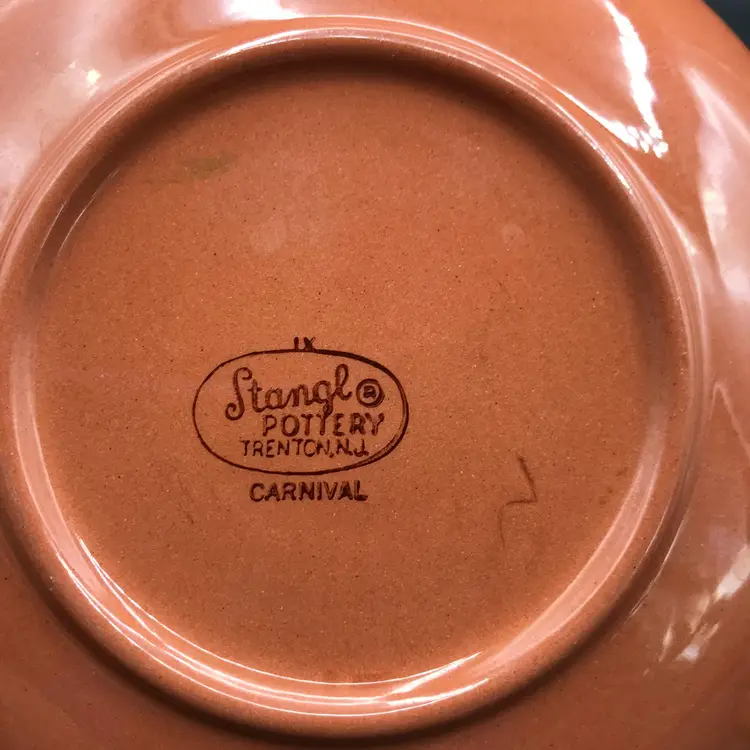 IX
Stangl ®
POTTERY
TRENTON, N.J.
CARNIVAL